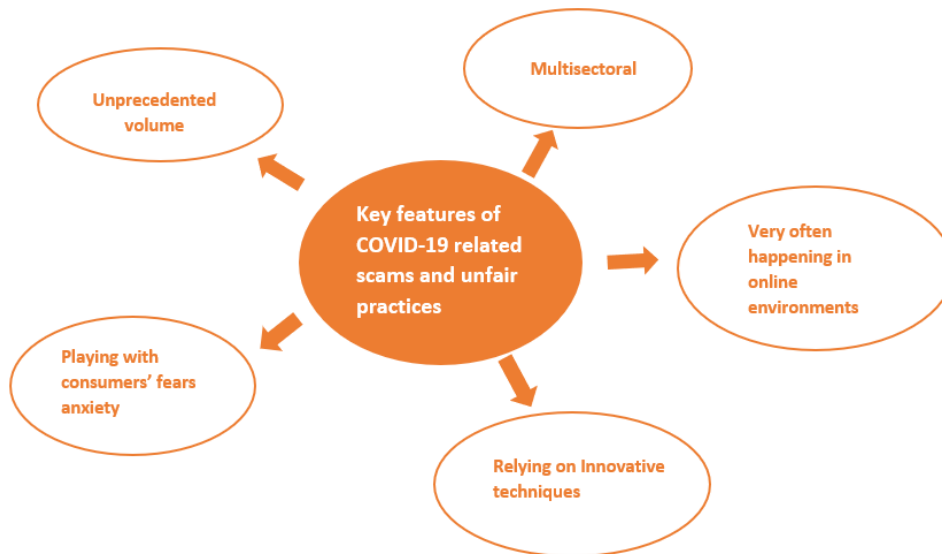 Multisectoral
Unprecedented
volume
Key features of
COVID-19 related
scams and unfair
practices
Very often
happening in
online
environments
Playing with
consumers’ fears
anxiety
Relying on Innovative
techniques